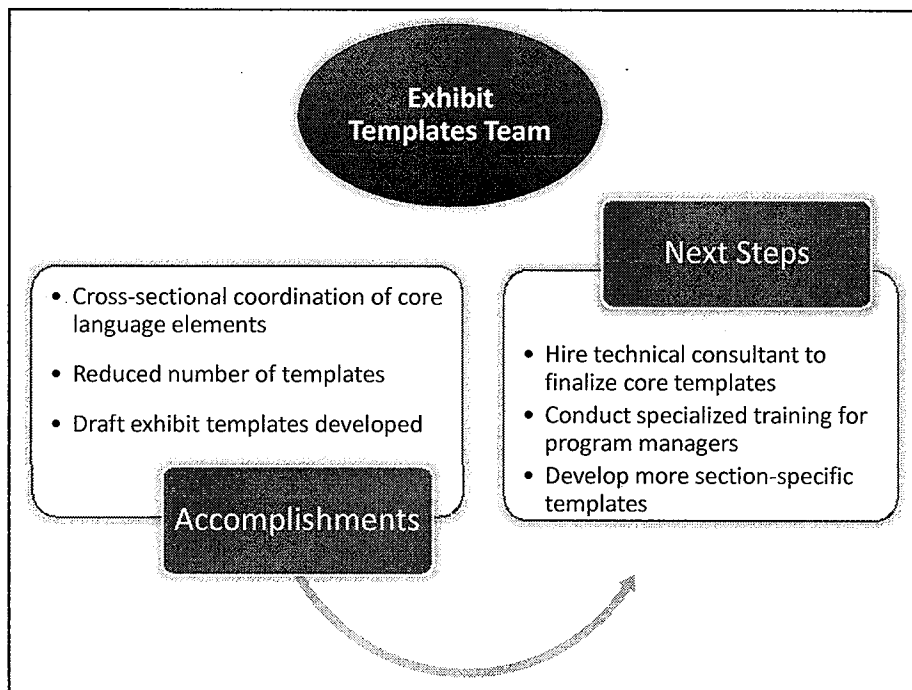 Exhibit
Templates Team
• Cross-sectional coordination of core
language elements
• Reduced number of templates
• Draft exhibit templates developed
Accomplishments
Next Steps
• Hire technical consultant to
finalize core templates
• Conduct specialized training for
program managers
• Develop more section-specific
templates